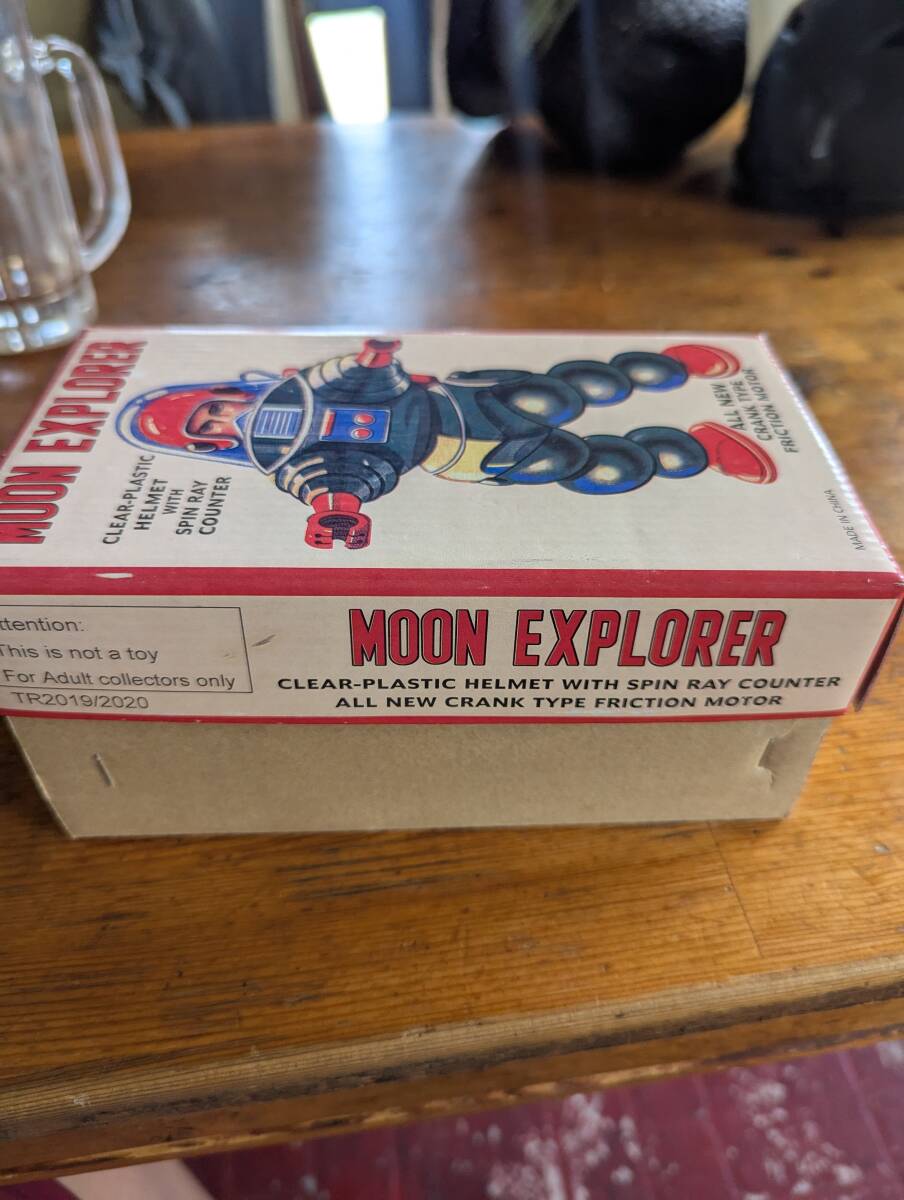 MOON EXPLORER
CLEAR-PLASTIC
HELMET
WITH
SPIN RAY
COUNTER
ALL NEW
CRANK TYPE
FRICTION MOTOR
MADE IN CHINA
ttention:
This is not a toy
For Adult collectors only
TR2019/2020
MOON EXPLORER
CLEAR-PLASTIC HELMET WITH SPIN RAY COUNTER
ALL NEW CRANK TYPE FRICTION MOTOR